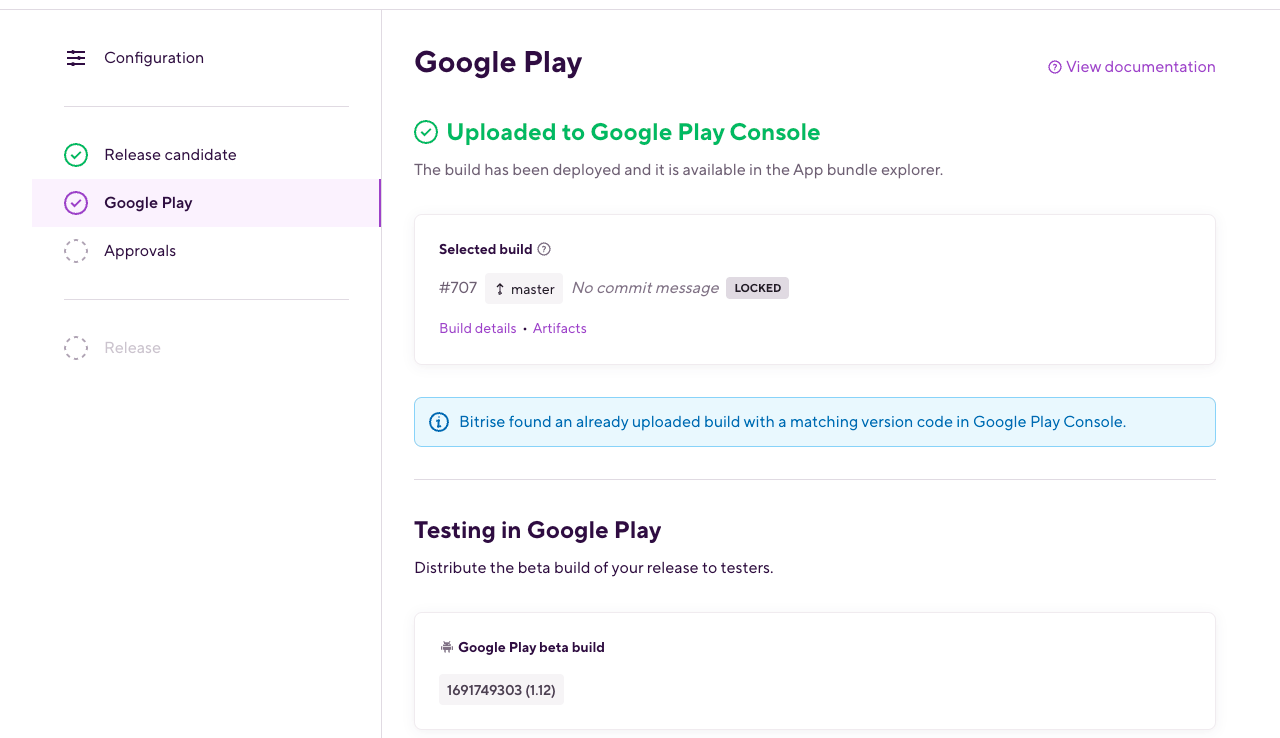 Configuration
Release candidate
Google Play
Approvals
Release
Google Play
View documentation
Uploaded to Google Play Console
The build has been deployed and it is available in the App bundle explorer.
Selected build
#707 master No commit message LOCKED
Build details • Artifacts
Bitrise found an already uploaded build with a matching version code in Google Play Console.
Testing in Google Play
Distribute the beta build of your release to testers.
Google Play beta build
1691749303 (1.12)